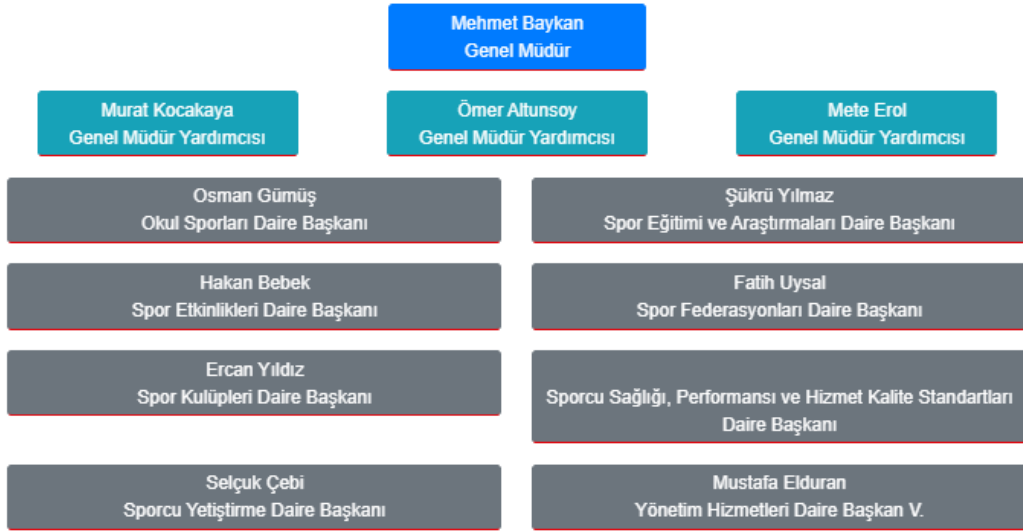 Mehmet Baykan
Genel Müdür
Murat Kocakaya
Genel Müdür Yardımcısı
Ömer Altunsoy
Genel Müdür Yardımcısı
Mete Erol
Genel Müdür Yardımcısı
Osman Gümüş
Okul Sporları Daire Başkanı
Şükrü Yılmaz
Spor Eğitimi ve Araştırmaları Daire Başkanı
Hakan Bebek
Spor Etkinlikleri Daire Başkanı
Fatih Uysal
Spor Federasyonları Daire Başkanı
Ercan Yıldız
Spor Kulüpleri Daire Başkanı
Sporcu Sağlığı, Performansı ve Hizmet Kalite Standartları
Daire Başkanı
Selçuk Çebi
Sporcu Yetiştirme Daire Başkanı
Mustafa Elduran
Yönetim Hizmetleri Daire Başkan V.